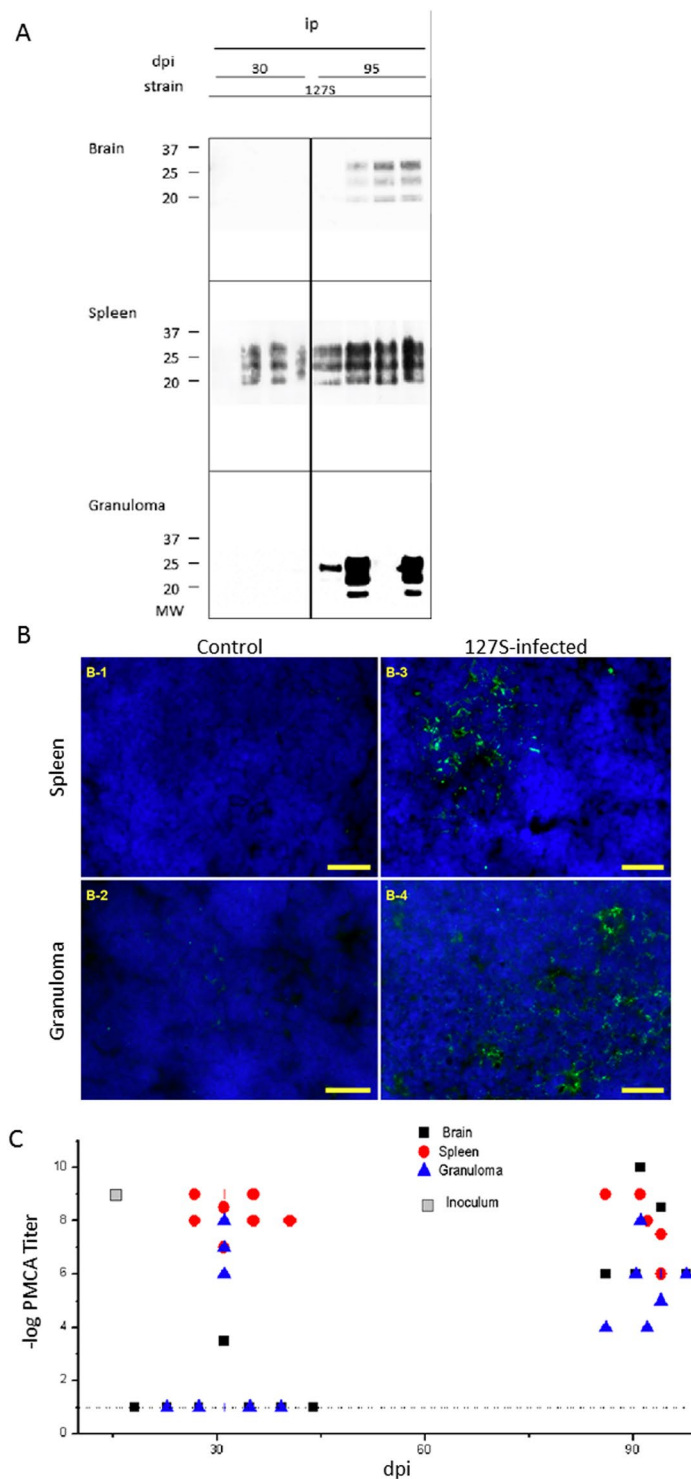 A
ip
dpi
30
95
strain
127S
Brain
37
25
20
Spleen
37
25
20
Granuloma
37
25
20
MW
B
Control
127S-infected
Spleen
B-1
B-3
Granuloma
B-2
B-4
C
Brain
Spleen
Granuloma
Inoculum
-log PMCA Titer
10
8
6
4
2
0
30
60
90
dpi